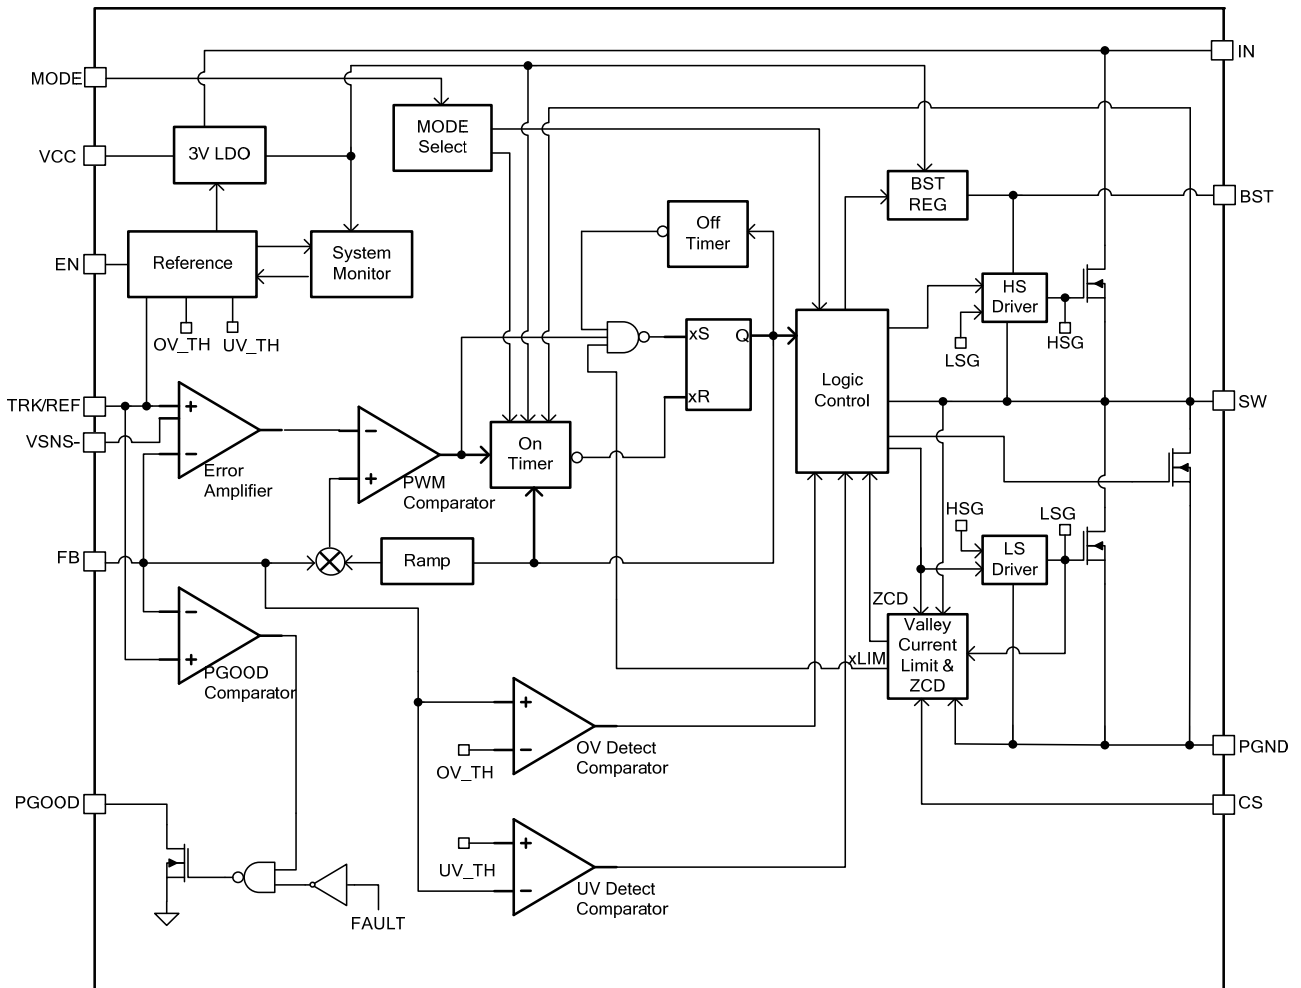 IN
MODE
MODE
Select
3V LDO
VCC
BST
REG
BST
Off
Timer
EN
Reference
System
Monitor
HS
Driver
OV_TH
UV_TH
xS
Q
HSG
LSG
Logic
Control
xR
TRK/REF
+
SW
VSNS-
−
−
On
Timer
Error
Amplifier
+
PWM
Comparator
HSG
LSG
FB
Ramp
LS
Driver
ZCD
−
Valley
Current
Limit &
ZCD
xLIM
+
PGOOD
Comparator
+
−
OV_TH
OV Detect
Comparator
PGND
PGOOD
CS
+
UV_TH
−
UV Detect
Comparator
FAULT